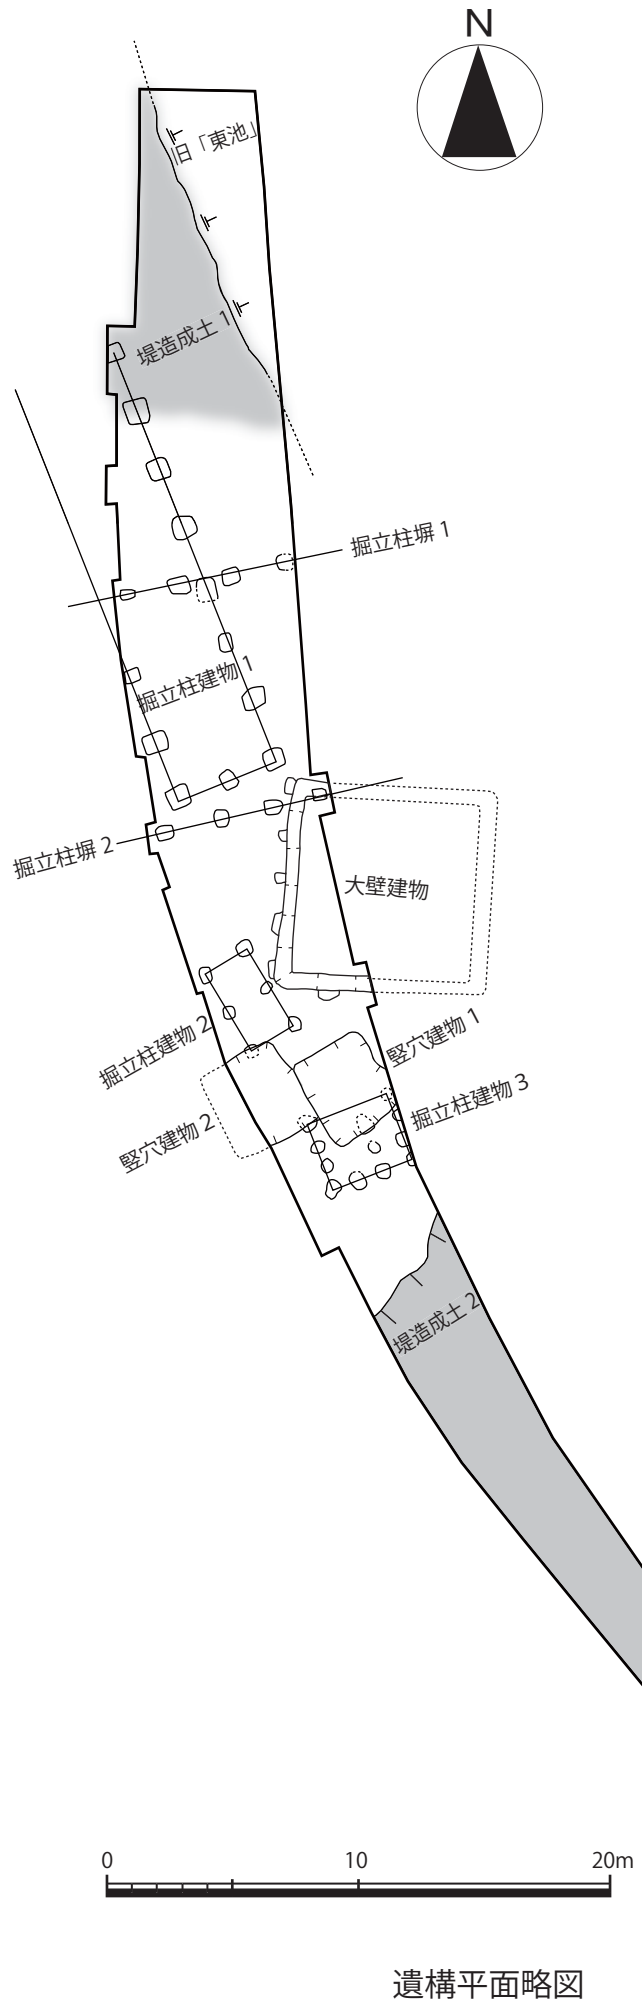 N
旧「東池」
堤造成土 1
掘立柱塀 1
掘立柱建物 1
掘立柱塀 2
大壁建物
掘立柱建物 2
竪穴建物 1
掘立柱建物 3
竪穴建物 2
堤造成土 2
0 10 20m
遺構平面略図